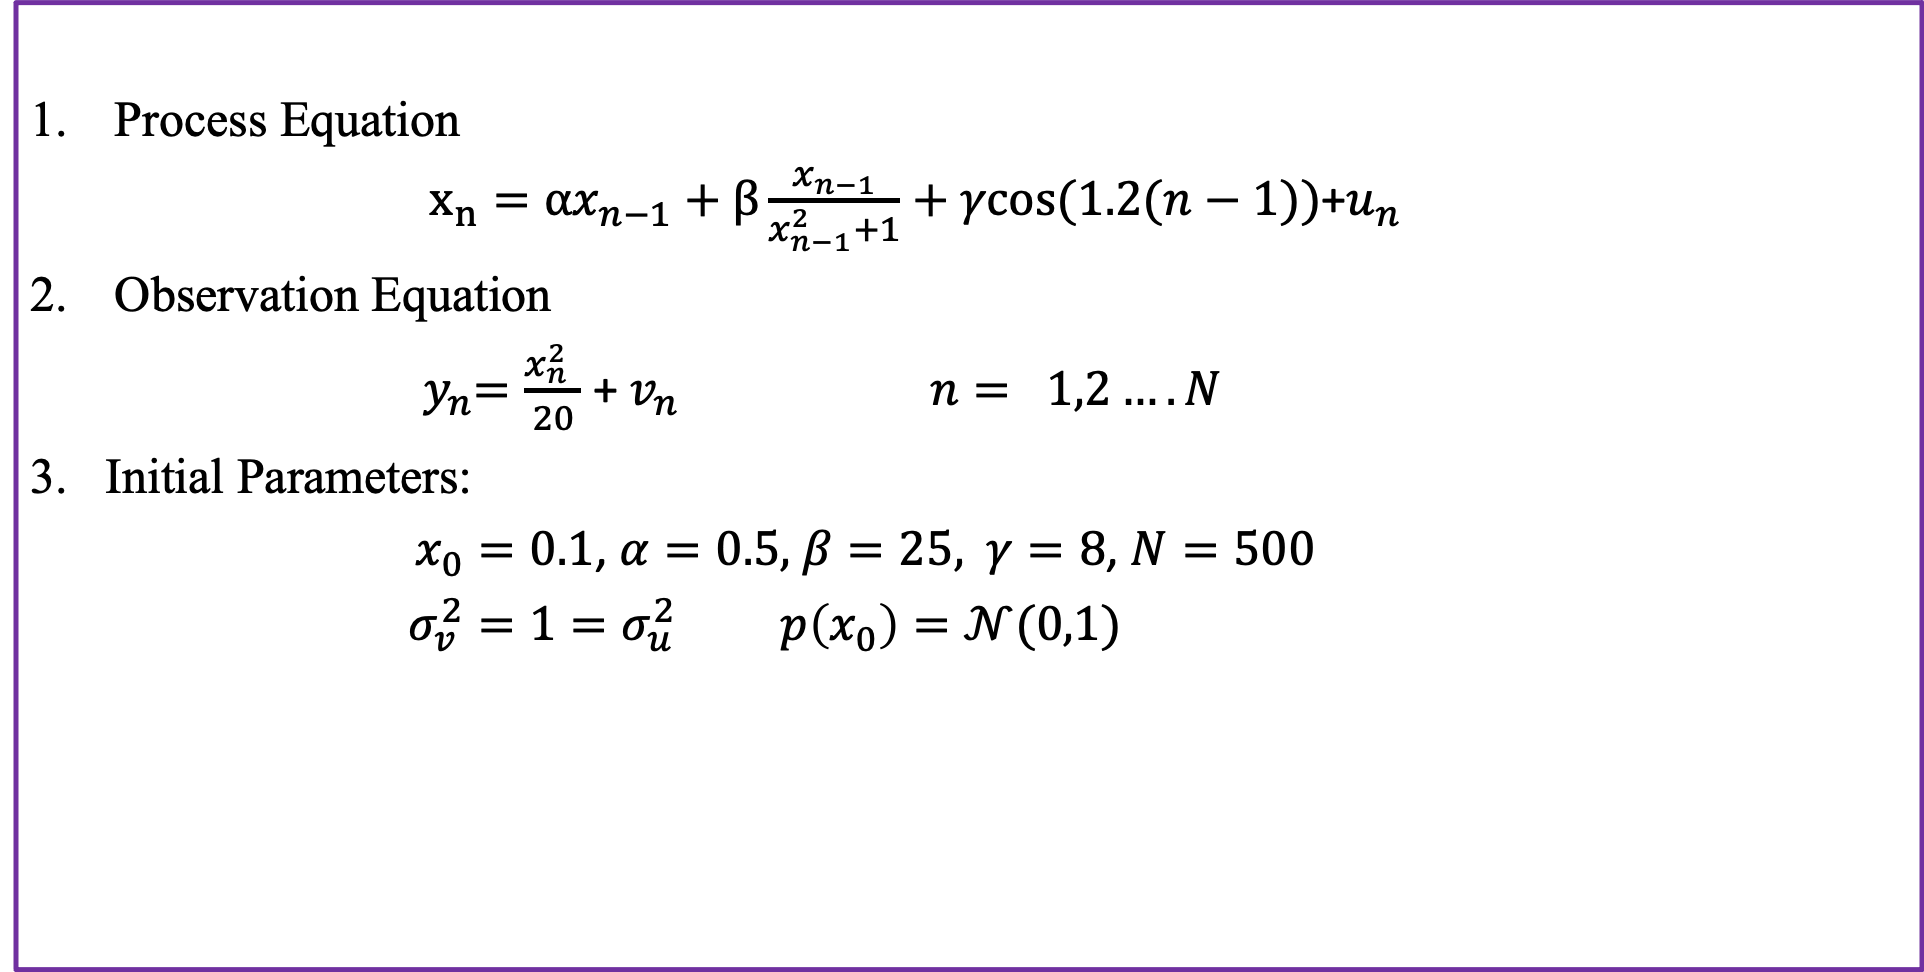 1. Process Equation
xₙ = αxₙ₋₁ + β xₙ₋₁/(x²ₙ₋₁+1) + γcos(1.2(n − 1))+uₙ
2. Observation Equation
yₙ= x²ₙ/20 + vₙ n = 1,2 ….N
3. Initial Parameters:
x₀ = 0.1, α = 0.5, β = 25, γ = 8, N = 500
σᵥ² = 1 = σᵤ² p(x₀) = 𝒩(0,1)